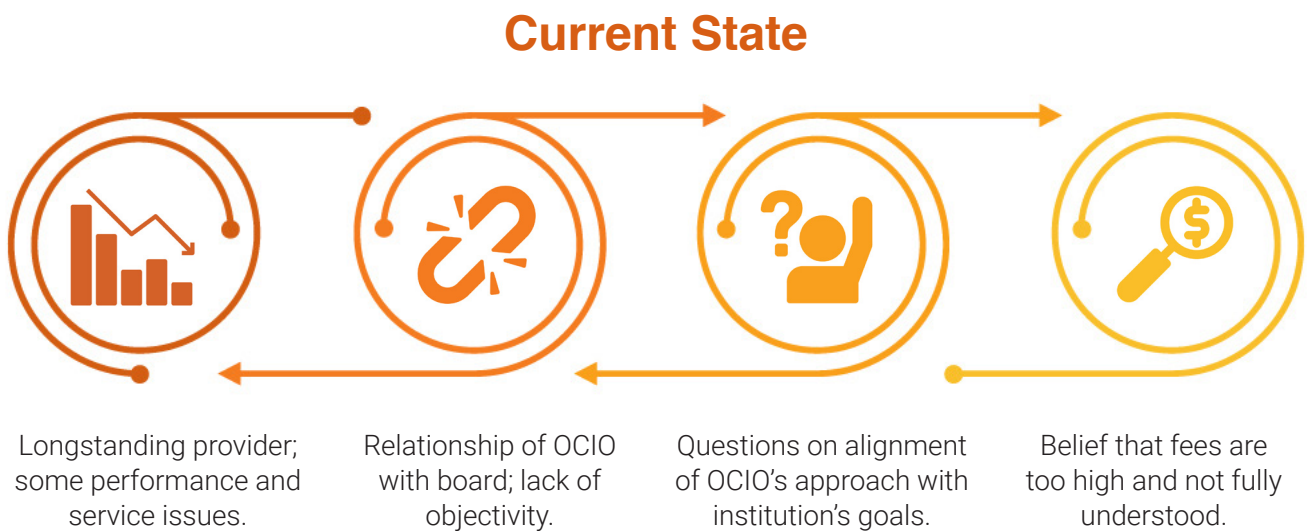 Current State
Longstanding provider;
some performance and
service issues.
Relationship of OCIO
with board; lack of
objectivity.
Questions on alignment
of OCIO’s approach with
institution’s goals.
Belief that fees are
too high and not fully
understood.